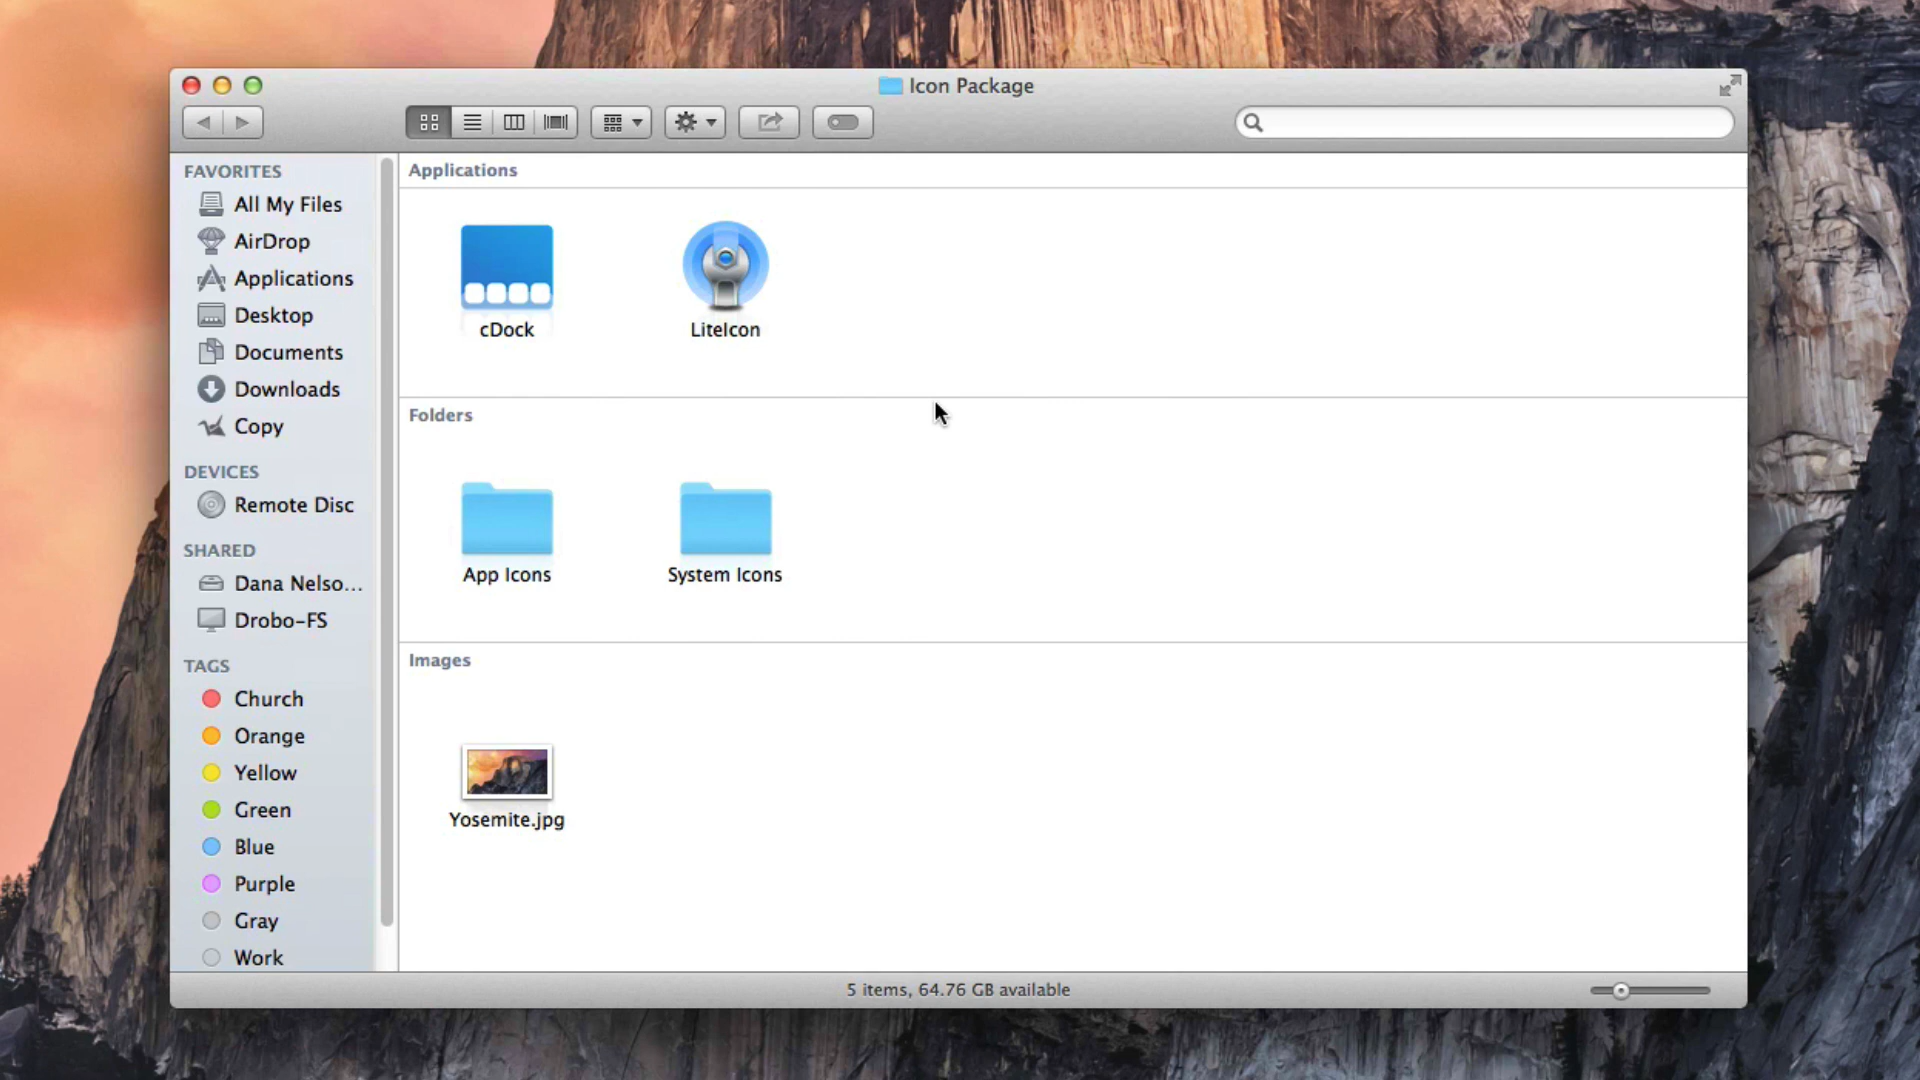 Icon Package
FAVORITES
All My Files
AirDrop
Applications
Desktop
Documents
Downloads
Copy
DEVICES
Remote Disc
SHARED
Dana Nelso...
Drobo-FS
TAGS
Church
Orange
Yellow
Green
Blue
Purple
Gray
Work
Applications
cDock
LiteIcon
Folders
App Icons
System Icons
Images
Yosemite.jpg
5 items, 64.76 GB available